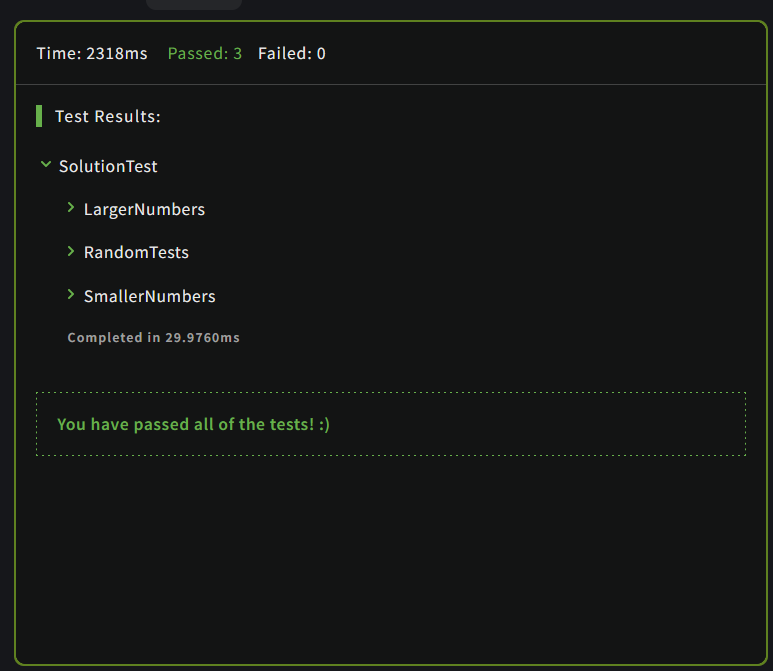 Time: 2318ms Passed: 3 Failed: 0
Test Results:
SolutionTest
LargerNumbers
RandomTests
SmallerNumbers
Completed in 29.9760ms
You have passed all of the tests! :)